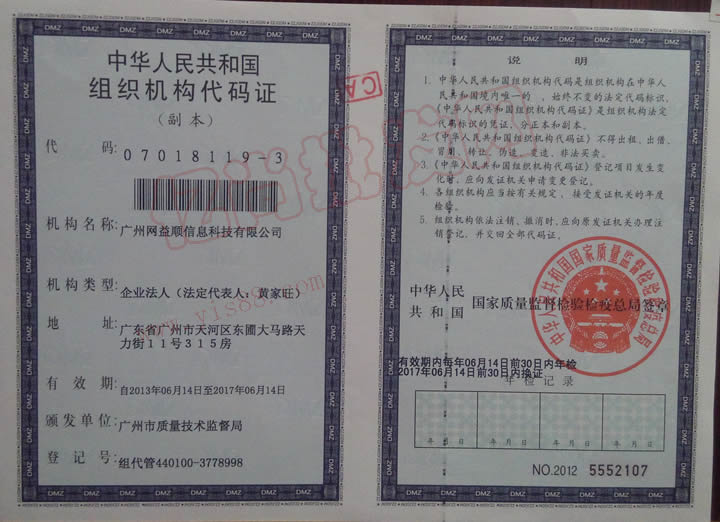 中华人民共和国
组织机构代码证
（副本）
代 码: 07018119-3
机构名称: 广州网益顺信息科技有限公司
机构类型: 企业法人（法定代表人：黄家旺）
地 址: 广东省广州市天河区东圃大马路天
力街11号315房
有 效 期: 自2013年06月14日至2017年06月14日
颁发单位: 广州市质量技术监督局
登 记 号: 组代管440100-3778998
说 明
1. 中华人民共和国组织机构代码是组织机构在中华人
民共和国境内唯一的 、始终不变的法定代码标识,
《中华人民共和国组织机构代码证》是组织机构法定
代码标识的凭证、分正本和副本.
2.《中华人民共和国组织机构代码证》不得出租、出借、
冒用、转让、伪造、变造、非法买卖.
3.《中华人民共和国组织机构代码证》登记项目发生变
化时, 应向发证机关申请变更登记.
4. 各组织机构应当按有关规定 , 接受发证机关的年度
检验.
5. 组织机构依法注销、撤消时, 应向原发证机关办理注
销登记, 并交回全部代码证.
中华人民
共 和 国
国家质量监督检验检疫总局签章
有效期内每年06月14日前30日内年检
2017年06月14日前30日内换证
年 检 记 录
年 月 日 年 月 日 年 月 日 年 月 日
NO.2012 5552107